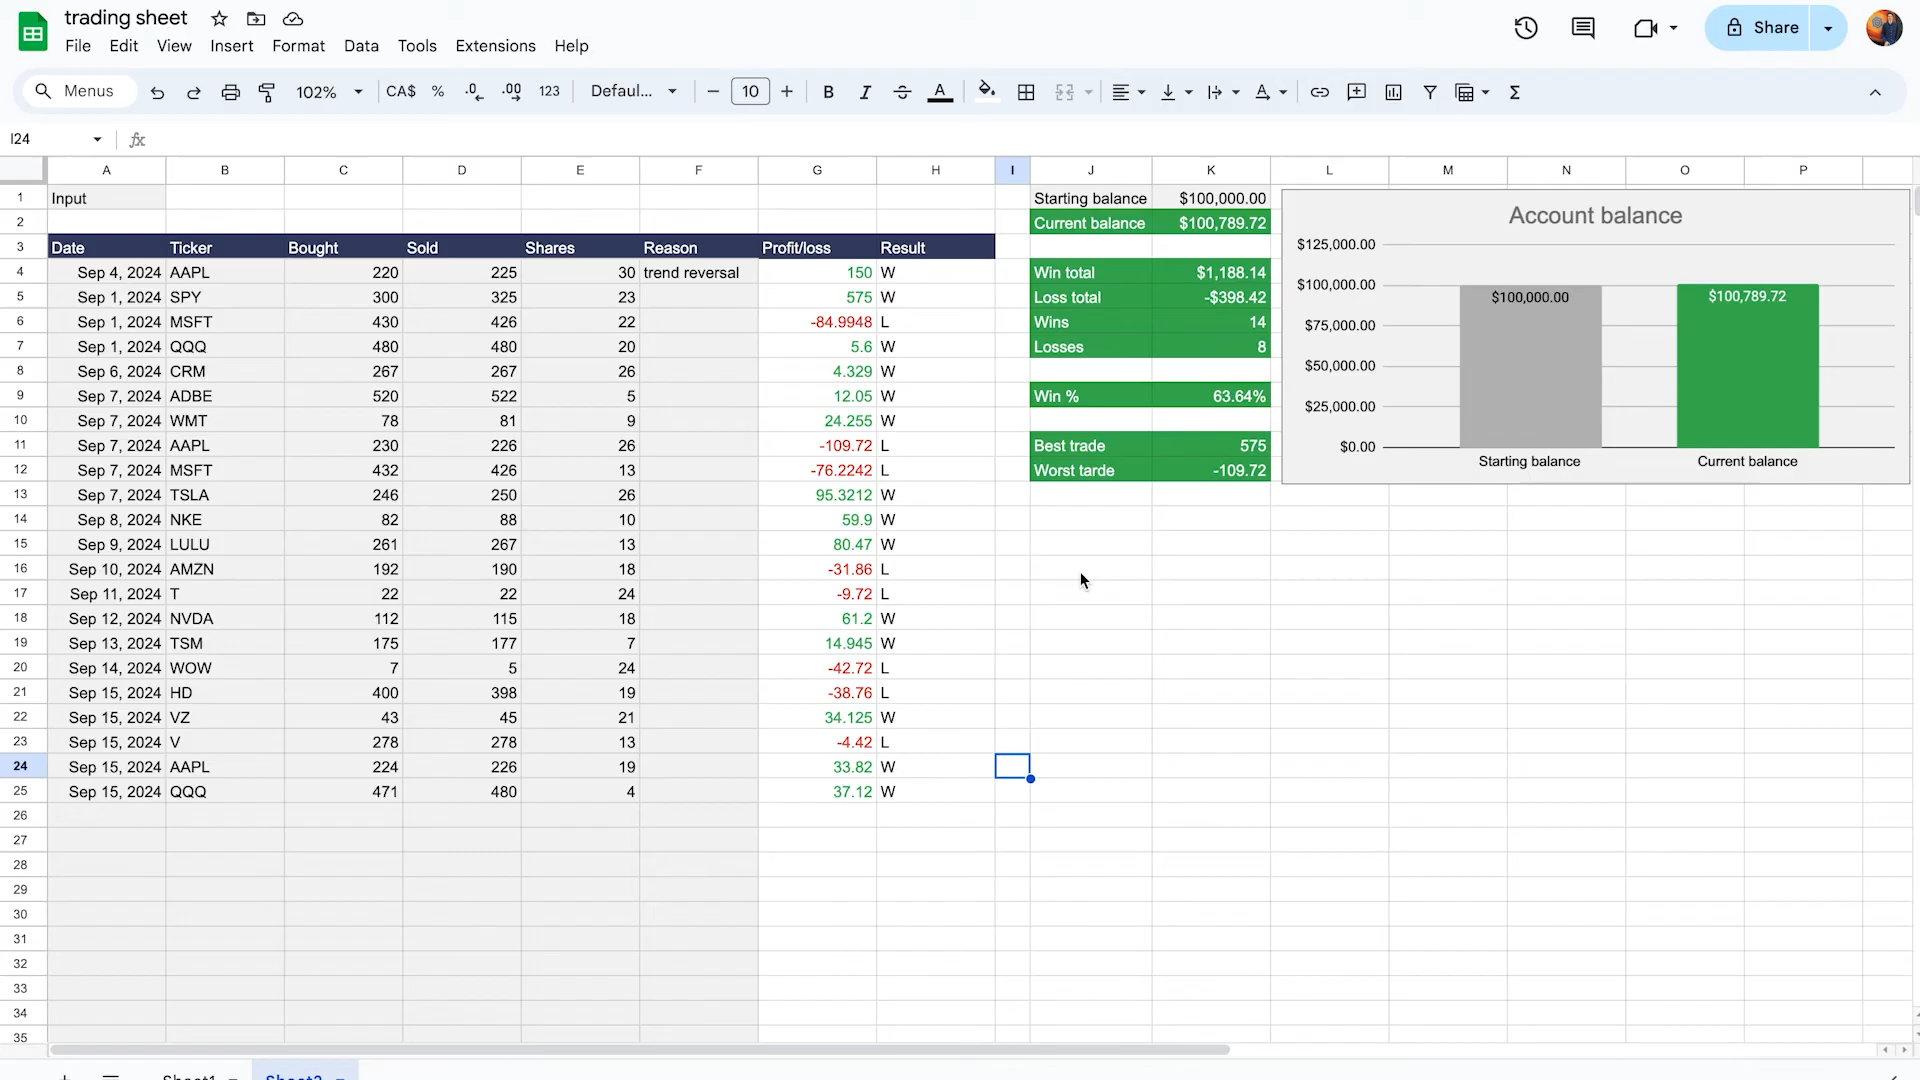 trading sheet
File Edit View Insert Format Data Tools Extensions Help
Share
Menus 102% CA$ % .0 .00 123 Defaul... 10 B I A Σ
I24 fx
A B C D E F G H I J K L M N O P
1 Input Starting balance $100,000.00
2 Current balance $100,789.72
3 Date Ticker Bought Sold Shares Reason Profit/loss Result
4 Sep 4, 2024 AAPL 220 225 30 trend reversal 150 W Win total $1,188.14
5 Sep 1, 2024 SPY 300 325 23 575 W Loss total -$398.42
6 Sep 1, 2024 MSFT 430 426 22 -84.9948 L Wins 14
7 Sep 1, 2024 QQQ 480 480 20 5.6 W Losses 8
8 Sep 6, 2024 CRM 267 267 26 4.329 W
9 Sep 7, 2024 ADBE 520 522 5 12.05 W Win % 63.64%
10 Sep 7, 2024 WMT 78 81 9 24.255 W
11 Sep 7, 2024 AAPL 230 226 26 -109.72 L Best trade 575
12 Sep 7, 2024 MSFT 432 426 13 -76.2242 L Worst tarde -109.72
13 Sep 7, 2024 TSLA 246 250 26 95.3212 W
14 Sep 8, 2024 NKE 82 88 10 59.9 W
15 Sep 9, 2024 LULU 261 267 13 80.47 W
16 Sep 10, 2024 AMZN 192 190 18 -31.86 L
17 Sep 11, 2024 T 22 22 24 -9.72 L
18 Sep 12, 2024 NVDA 112 115 18 61.2 W
19 Sep 13, 2024 TSM 175 177 7 14.945 W
20 Sep 14, 2024 WOW 7 5 24 -42.72 L
21 Sep 15, 2024 HD 400 398 19 -38.76 L
22 Sep 15, 2024 VZ 43 45 21 34.125 W
23 Sep 15, 2024 V 278 278 13 -4.42 L
24 Sep 15, 2024 AAPL 224 226 19 33.82 W
25 Sep 15, 2024 QQQ 471 480 4 37.12 W
26
27
28
29
30
31
32
33
34
35
Account balance
$125,000.00
$100,000.00
$75,000.00
$50,000.00
$25,000.00
$0.00
$100,000.00 $100,789.72
Starting balance Current balance
Sheet1 Sheet2